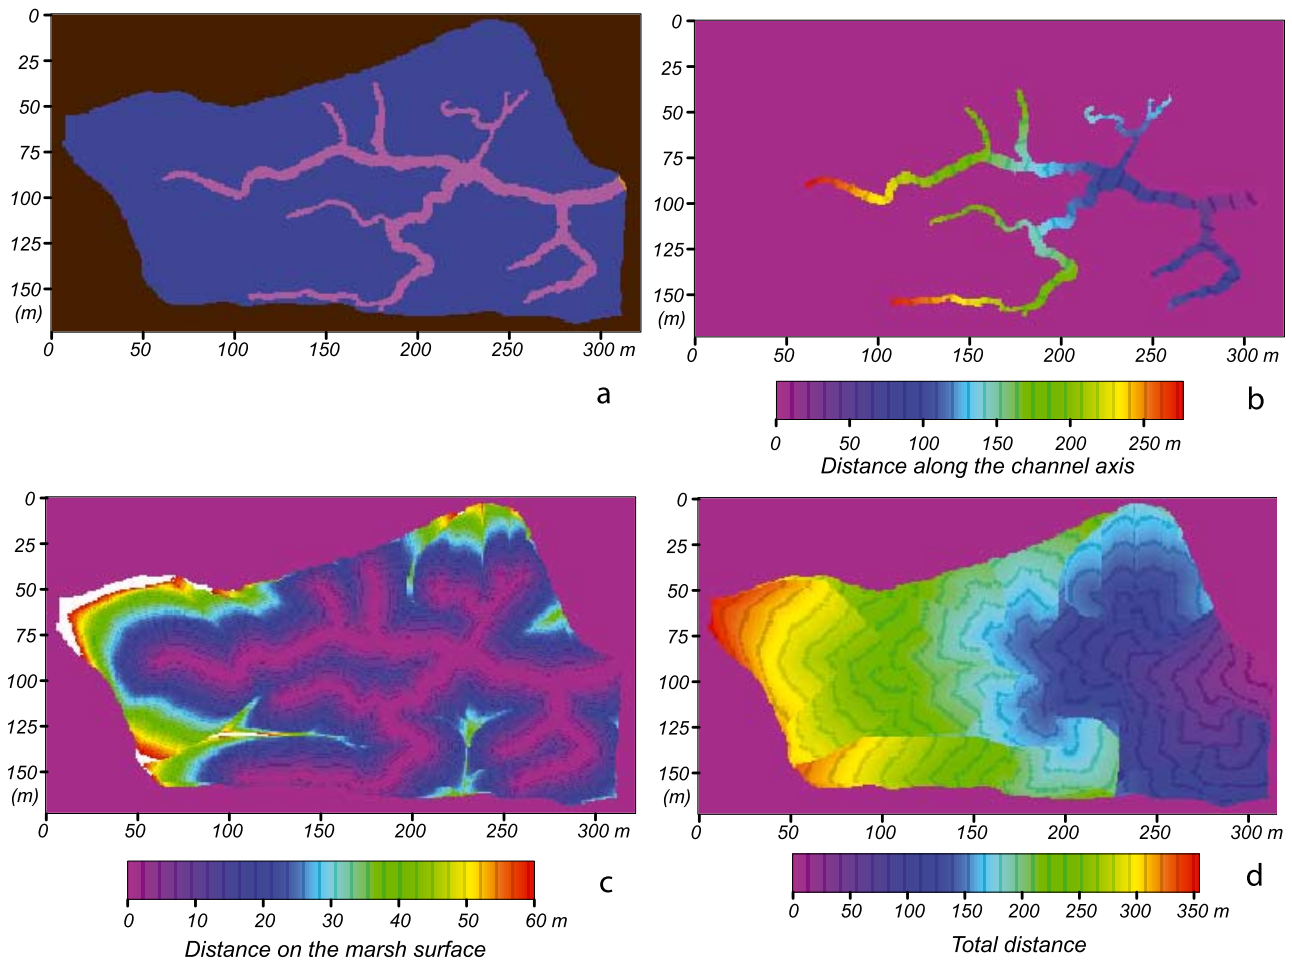 0
25
50
75
100
125
150
(m)
0 50 100 150 200 250 300 m
a
0
25
50
75
100
125
150
(m)
0 50 100 150 200 250 300 m
0 50 100 150 200 250 m
Distance along the channel axis
b
0
25
50
75
100
125
150
(m)
0 50 100 150 200 250 300 m
0 10 20 30 40 50 60 m
Distance on the marsh surface
c
0
25
50
75
100
125
150
(m)
0 50 100 150 200 250 300 m
0 50 100 150 200 250 300 350 m
Total distance
d